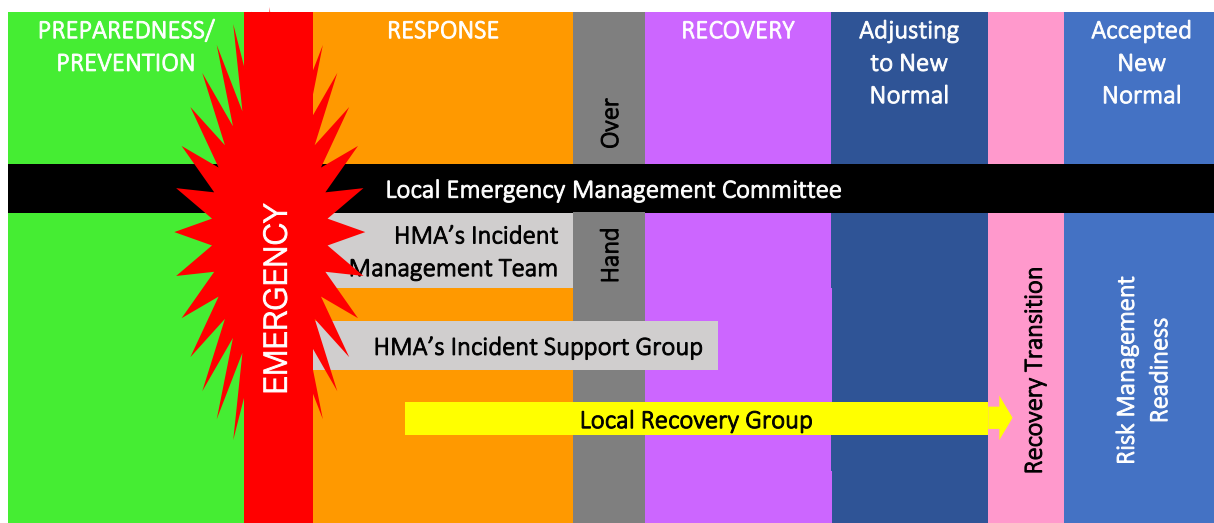 PREPAREDNESS/
PREVENTION
RESPONSE
RECOVERY
Adjusting
to New
Normal
Accepted
New
Normal
Hand Over
Local Emergency Management Committee
EMERGENCY
HMA's Incident
Management Team
HMA's Incident Support Group
Local Recovery Group
Recovery Transition
Risk Management
Readiness